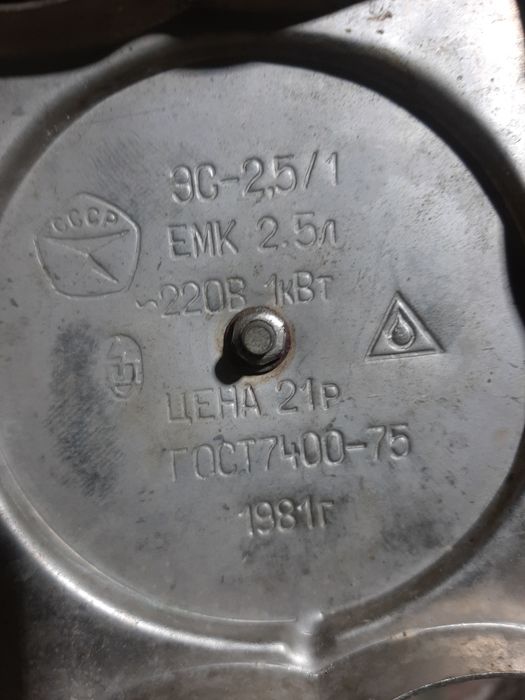 ЭС-2,5/1
СССР
ЕМК 2.5л
~220В 1кВт
ЦЕНА 21р
ГОСТ7400-75
1981г